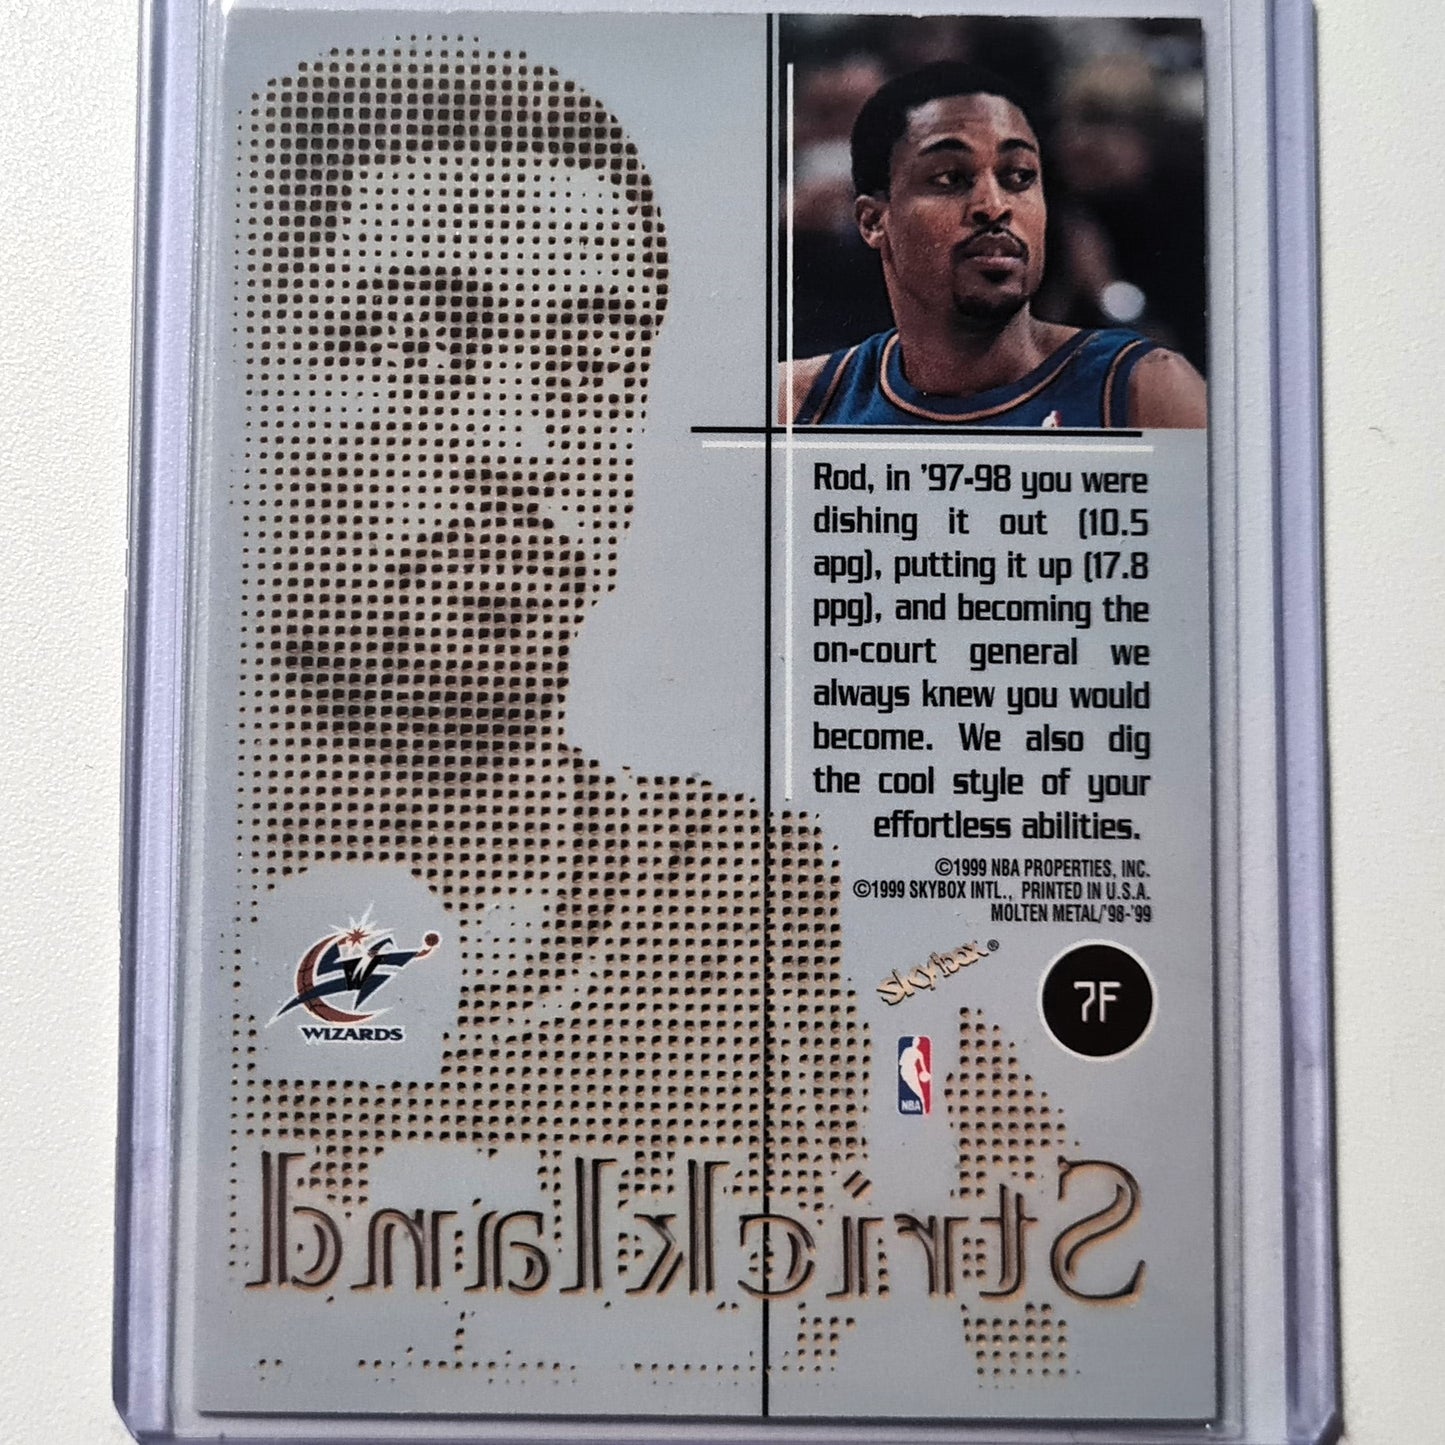 Rod, in '97-98 you were
dishing it out (10.5
apg), putting it up (17.8
ppg), and becoming the
on-court general we
always knew you would
become. We also dig
the cool style of your
effortless abilities.
©1999 NBA PROPERTIES, INC.
©1999 SKYBOX INTL., PRINTED IN U.S.A.
MOLTEN METAL/'98-'99
skybox®
7F
W
WIZARDS
NBA
Strickland